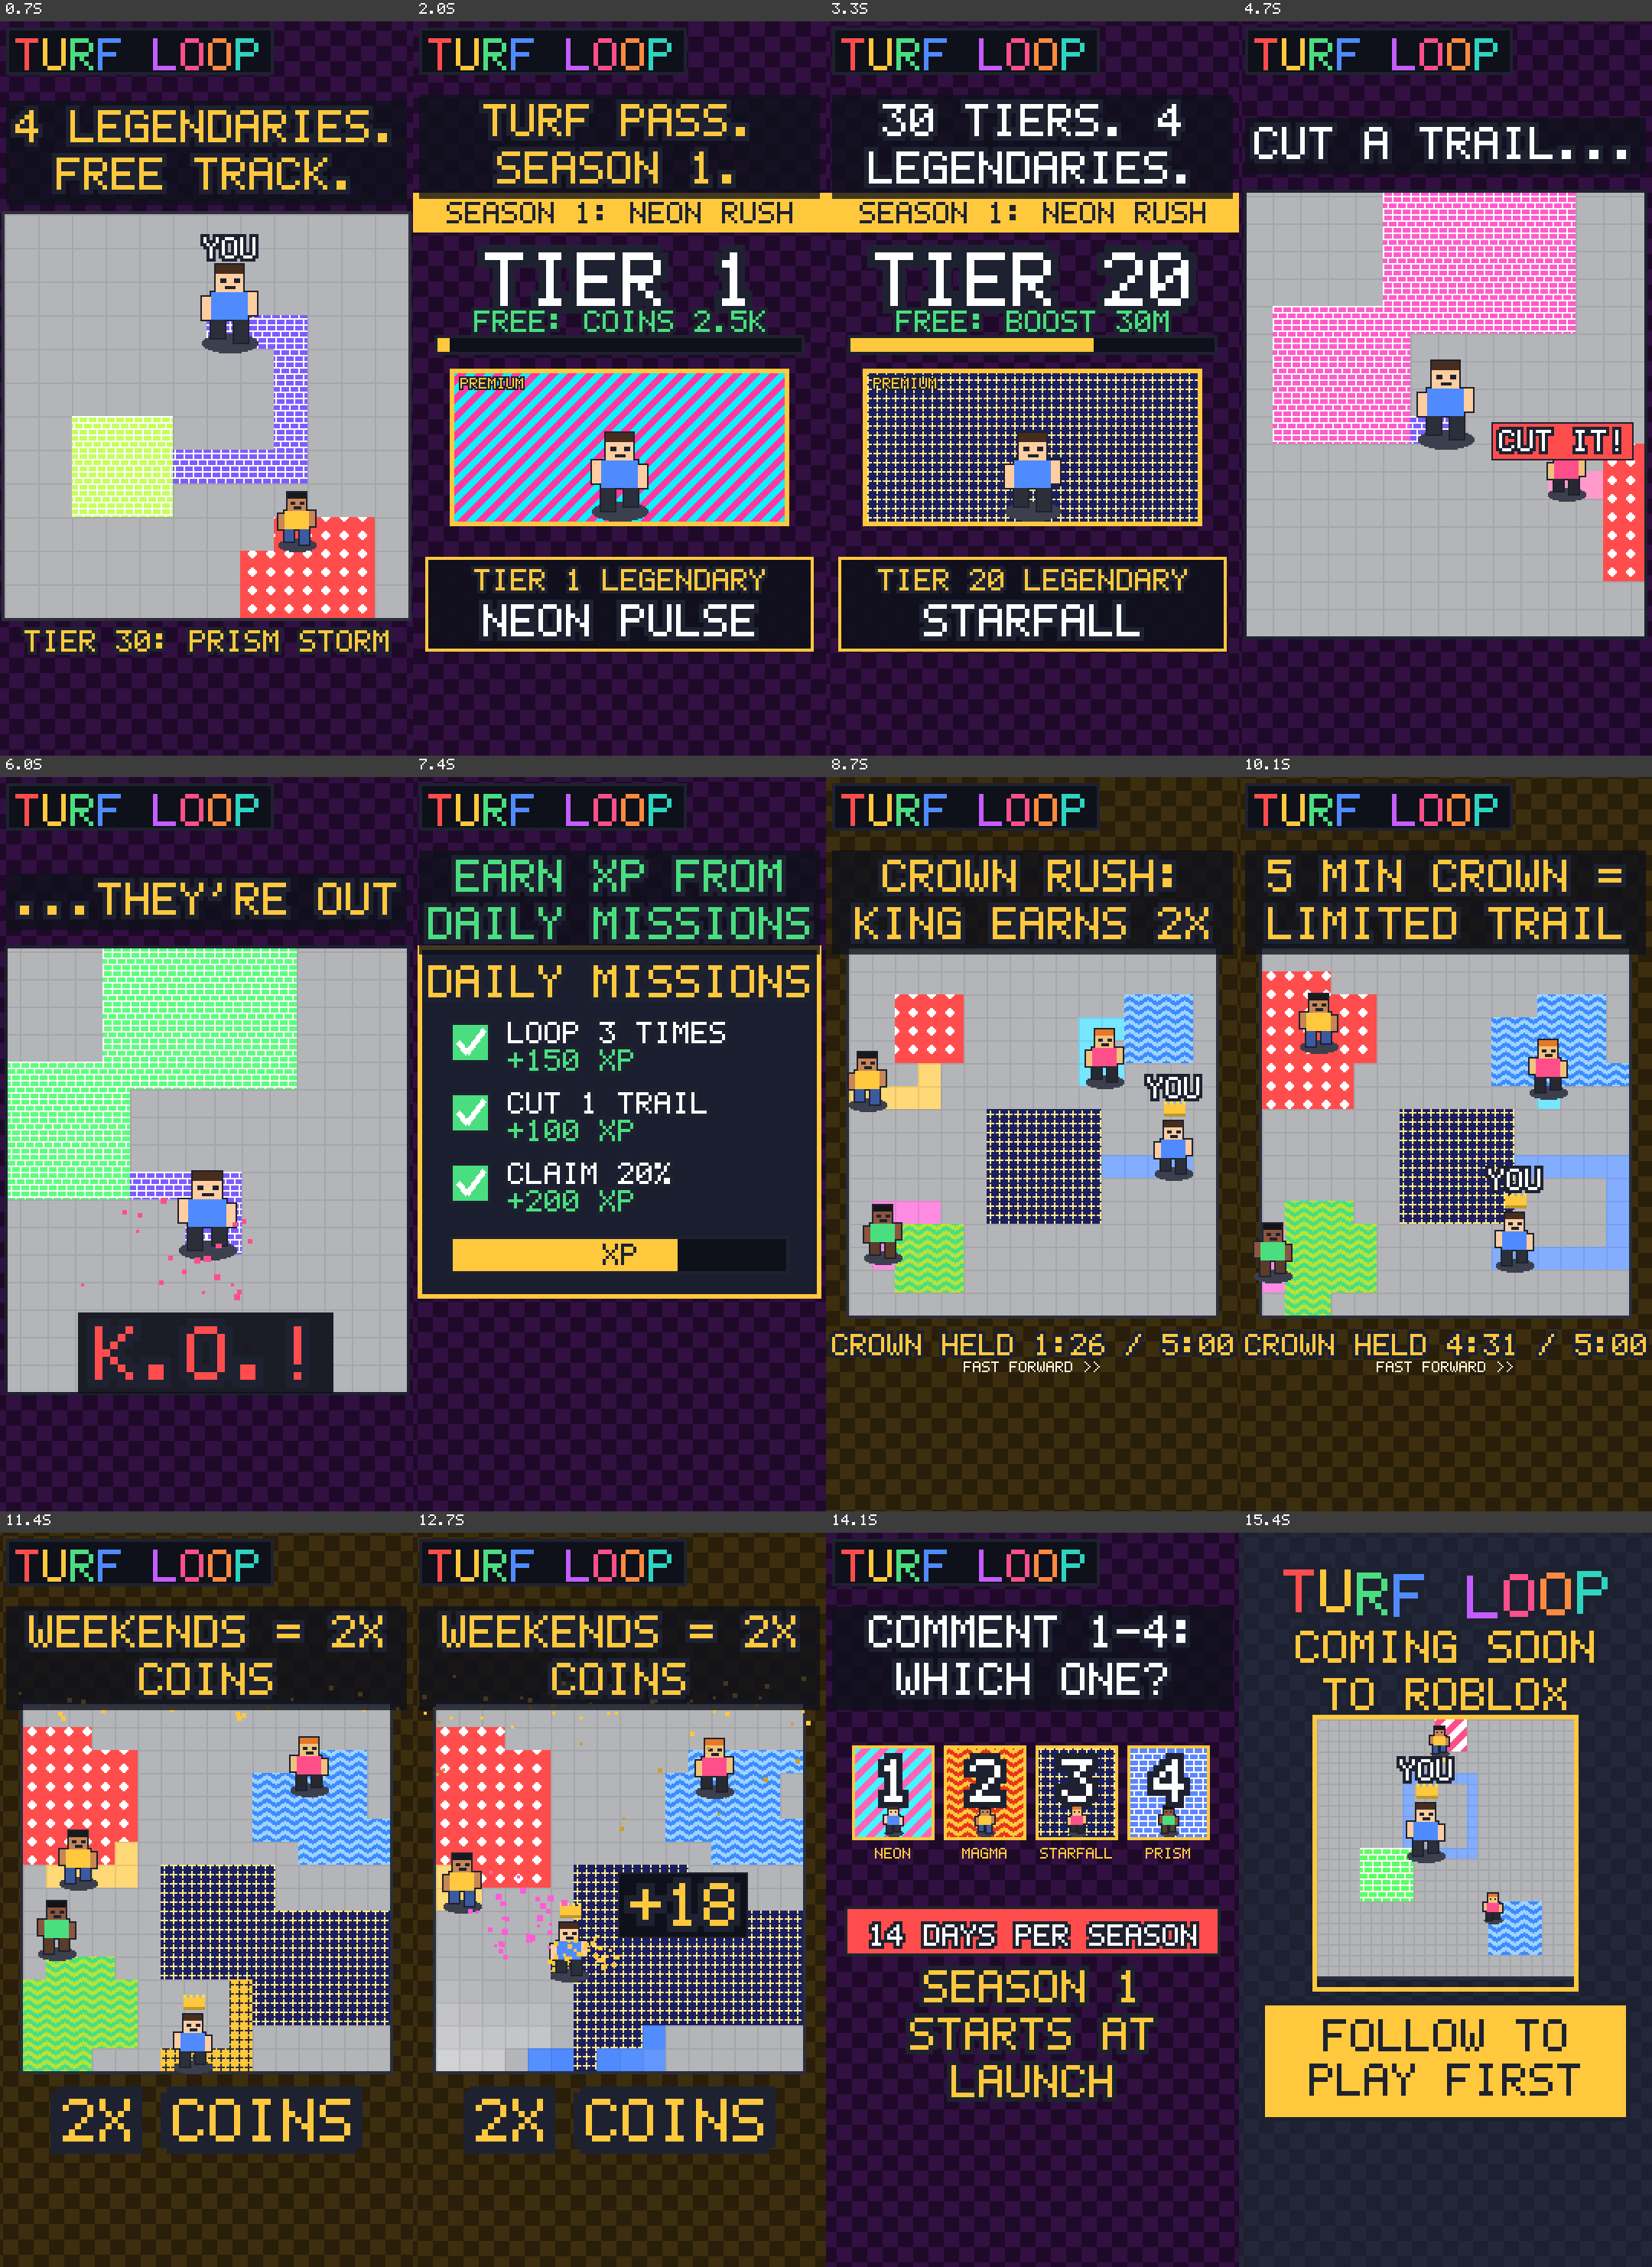 0.7S
TURF LOOP
4 LEGENDARIES.
FREE TRACK.
YOU
TIER 30: PRISM STORM
2.0S
TURF LOOP
TURF PASS.
SEASON 1.
SEASON 1: NEON RUSH
TIER 1
FREE: COINS 2.5K
PREMIUM
TIER 1 LEGENDARY
NEON PULSE
3.3S
TURF LOOP
30 TIERS. 4
LEGENDARIES.
SEASON 1: NEON RUSH
TIER 20
FREE: BOOST 30M
PREMIUM
TIER 20 LEGENDARY
STARFALL
4.7S
TURF LOOP
CUT A TRAIL...
CUT IT!
6.0S
TURF LOOP
...THEY'RE OUT
K.O.!
7.4S
TURF LOOP
EARN XP FROM
DAILY MISSIONS
DAILY MISSIONS
LOOP 3 TIMES
+150 XP
CUT 1 TRAIL
+100 XP
CLAIM 20%
+200 XP
XP
8.7S
TURF LOOP
CROWN RUSH:
KING EARNS 2X
YOU
CROWN HELD 1:26 / 5:00
FAST FORWARD >>
10.1S
TURF LOOP
5 MIN CROWN =
LIMITED TRAIL
YOU
CROWN HELD 4:31 / 5:00
FAST FORWARD >>
11.4S
TURF LOOP
WEEKENDS = 2X
COINS
2X COINS
12.7S
TURF LOOP
WEEKENDS = 2X
COINS
+18
2X COINS
14.1S
TURF LOOP
COMMENT 1-4:
WHICH ONE?
1 2 3 4
NEON MAGMA STARFALL PRISM
14 DAYS PER SEASON
SEASON 1
STARTS AT
LAUNCH
15.4S
TURF LOOP
COMING SOON
TO ROBLOX
YOU
FOLLOW TO
PLAY FIRST